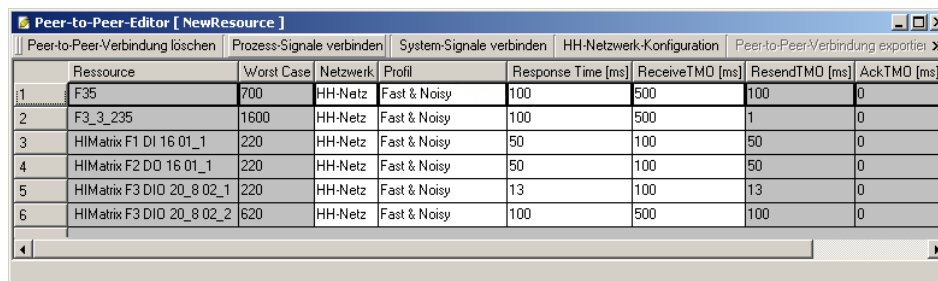 Peer-to-Peer-Editor [ NewResource ]
Peer-to-Peer-Verbindung löschen Prozess-Signale verbinden System-Signale verbinden HH-Netzwerk-Konfiguration Peer-to-Peer-Verbindung exportier
Ressource Worst Case Netzwerk Profil Response Time [ms] ReceiveTMO [ms] ResendTMO [ms] AckTMO [ms]
1 F35 700 HH-Netz Fast & Noisy 100 500 100 0
2 F3_3_235 1600 HH-Netz Fast & Noisy 100 500 1 0
3 HIMatrix F1 DI 16 01_1 220 HH-Netz Fast & Noisy 50 100 50 0
4 HIMatrix F2 DO 16 01_1 220 HH-Netz Fast & Noisy 50 100 50 0
5 HIMatrix F3 DIO 20_8 02_1 220 HH-Netz Fast & Noisy 13 100 13 0
6 HIMatrix F3 DIO 20_8 02_2 620 HH-Netz Fast & Noisy 100 500 100 0